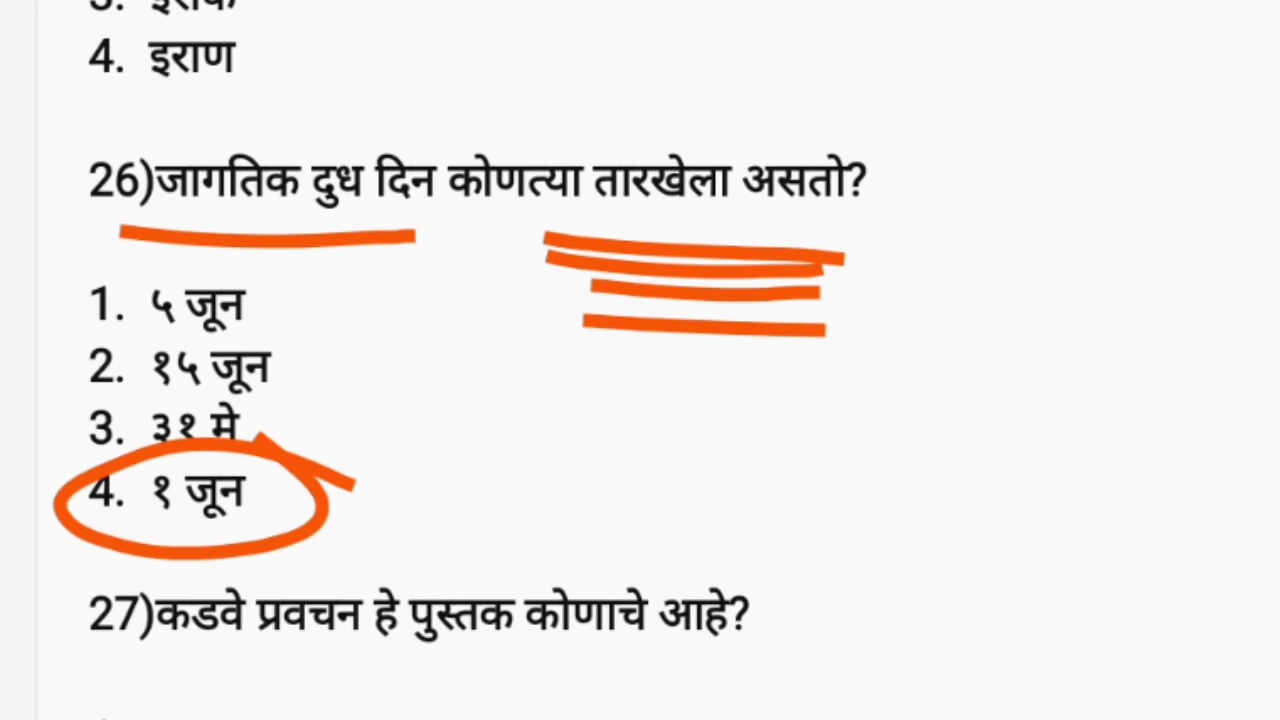 4. इराण
26)जागतिक दुध दिन कोणत्या तारखेला असतो?
1. ५ जून
2. १५ जून
3. ३१ मे
4. १ जून
27)कडवे प्रवचन हे पुस्तक कोणाचे आहे?